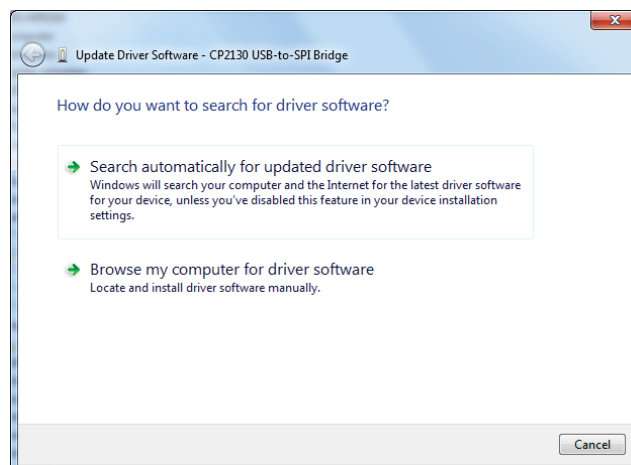 Update Driver Software - CP2130 USB-to-SPI Bridge
How do you want to search for driver software?
Search automatically for updated driver software
Windows will search your computer and the Internet for the latest driver software
for your device, unless you've disabled this feature in your device installation
settings.
Browse my computer for driver software
Locate and install driver software manually.
Cancel